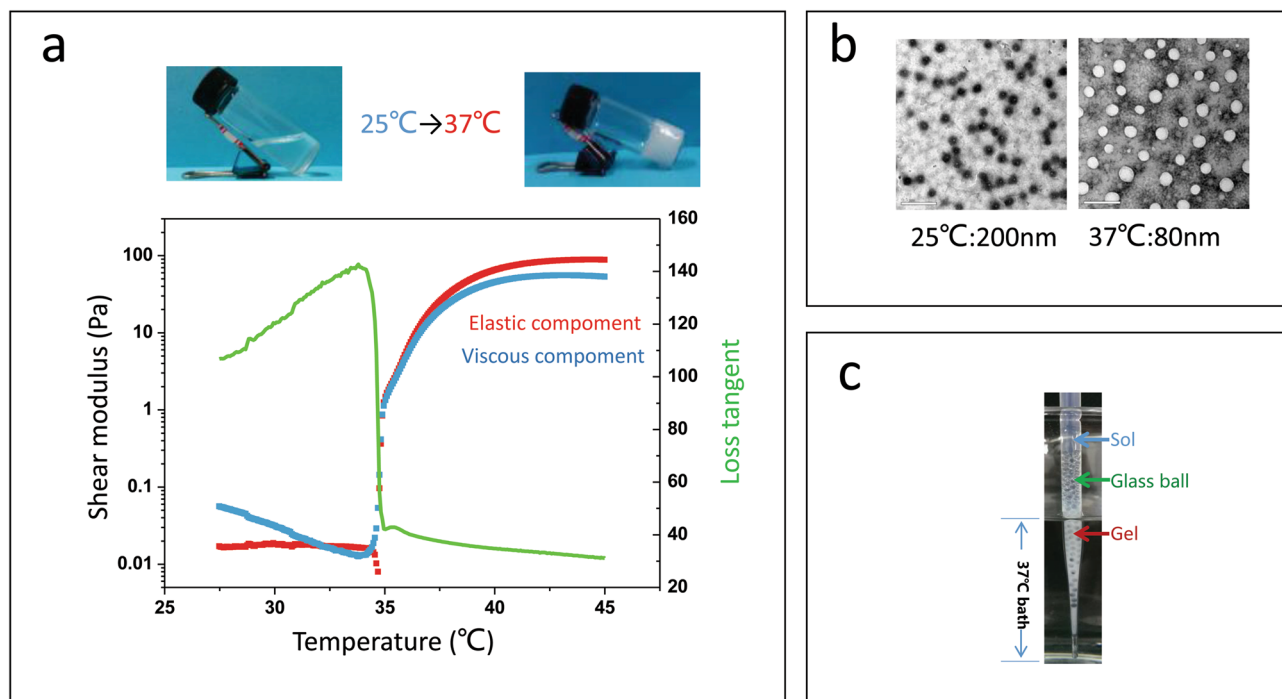 a
25℃→37℃
Shear modulus (Pa)
100
10
1
0.1
0.01
160
140
120
100
80
60
40
20
Loss tangent
Elastic compoment
Viscous compoment
25
30
35
40
45
Temperature (℃)
b
25℃:200nm
37℃:80nm
c
Sol
Glass ball
Gel
37℃ bath